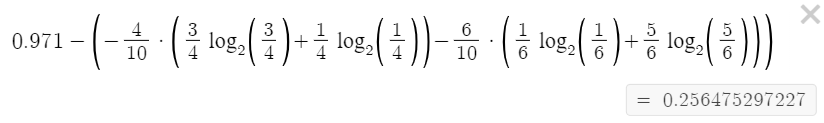 0.971 − (− 4/10 · (3/4 log₂(3/4) + 1/4 log₂(1/4)) − 6/10 · (1/6 log₂(1/6) + 5/6 log₂(5/6)))
= 0.256475297227